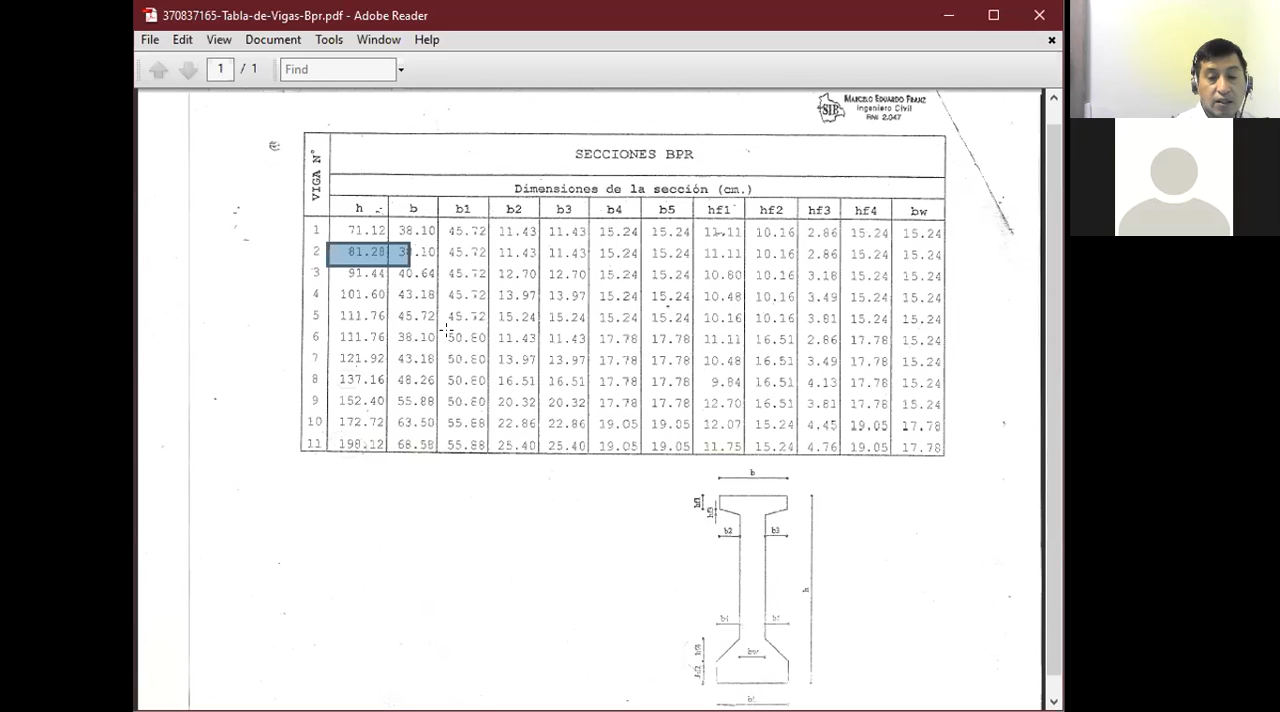 370837165-Tabla-de-Vigas-Bpr.pdf - Adobe Reader
File Edit View Document Tools Window Help
1 / 1 Find
MARCELO EDUARDO FRANZ
Ingeniero Civil
RNI 2.047
SIB
SECCIONES BPR
VIGA N°
Dimensiones de la sección (cm.)
h b b1 b2 b3 b4 b5 hf1 hf2 hf3 hf4 bw
1 71.12 38.10 45.72 11.43 11.43 15.24 15.24 11.11 10.16 2.86 15.24 15.24
2 81.28 38.10 45.72 11.43 11.43 15.24 15.24 11.11 10.16 2.86 15.24 15.24
3 91.44 40.64 45.72 12.70 12.70 15.24 15.24 10.80 10.16 3.18 15.24 15.24
4 101.60 43.18 45.72 13.97 13.97 15.24 15.24 10.48 10.16 3.49 15.24 15.24
5 111.76 45.72 45.72 15.24 15.24 15.24 15.24 10.16 10.16 3.81 15.24 15.24
6 111.76 38.10 50.80 11.43 11.43 17.78 17.78 11.11 16.51 2.86 17.78 15.24
7 121.92 43.18 50.80 13.97 13.97 17.78 17.78 10.48 16.51 3.49 17.78 15.24
8 137.16 48.26 50.80 16.51 16.51 17.78 17.78 9.84 16.51 4.13 17.78 15.24
9 152.40 55.88 50.80 20.32 20.32 17.78 17.78 12.70 16.51 3.81 17.78 15.24
10 172.72 63.50 55.88 22.86 22.86 19.05 19.05 12.07 15.24 4.45 19.05 17.78
11 198.12 68.58 55.88 25.40 25.40 19.05 19.05 11.75 15.24 4.76 19.05 17.78
b
hf1
hf3
b2 b3
h
bw
hf2